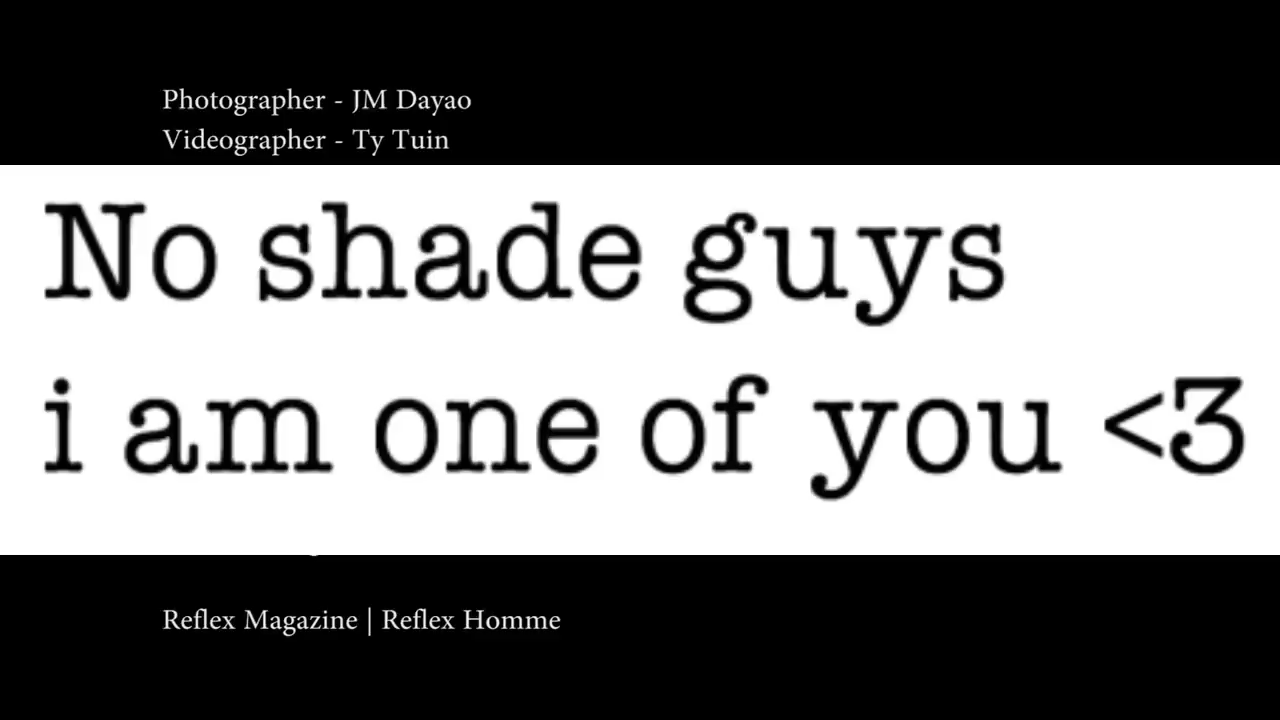 Photographer - JM Dayao
Videographer - Ty Tuin
No shade guys
i am one of you <3
Reflex Magazine | Reflex Homme